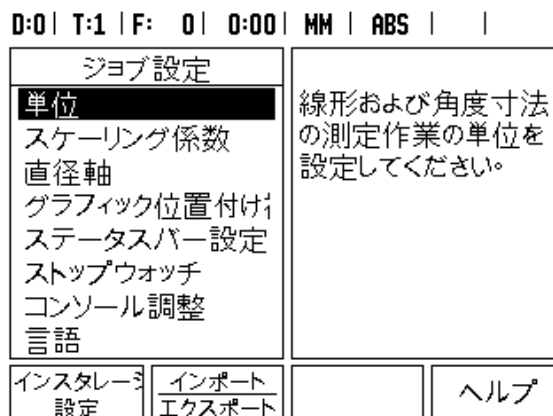 D:0| T:1 |F: 0| 0:00| MM | ABS | |
ジョブ設定
単位
スケーリング係数
直径軸
グラフィック位置付け
ステータスバー設定
ストップウォッチ
コンソール調整
言語
線形および角度寸法
の測定作業の単位を
設定してください。
インスタレー
設定
インポート
エクスポート
ヘルプ